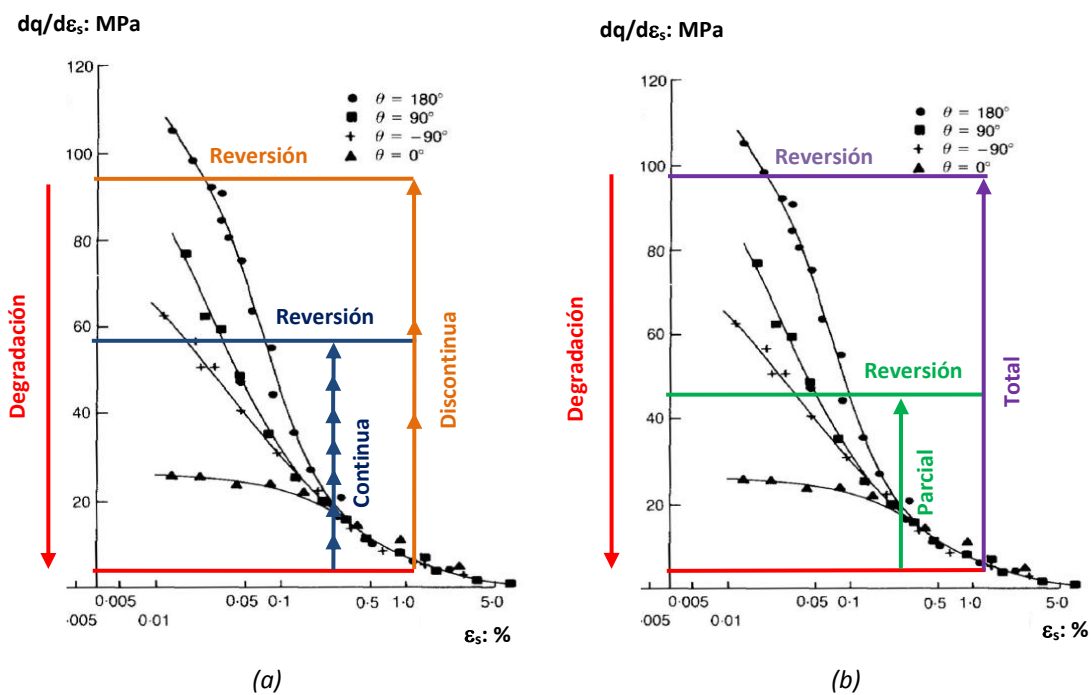 dq/dεₛ: MPa
120
● θ = 180°
■ θ = 90°
+ θ = −90°
▲ θ = 0°
100
80
60
40
20
Reversión
Reversión
Degradación
Continua
Discontinua
0·005 0·05 0·1 0·5 1·0 5·0
·005 0·01
εₛ: %
(a)
dq/dεₛ: MPa
120
● θ = 180°
■ θ = 90°
+ θ = −90°
▲ θ = 0°
100
80
60
40
20
Reversión
Reversión
Degradación
Parcial
Total
0·005 0·05 0·1 0·5 1·0 5·0
·005 0·01
εₛ: %
(b)